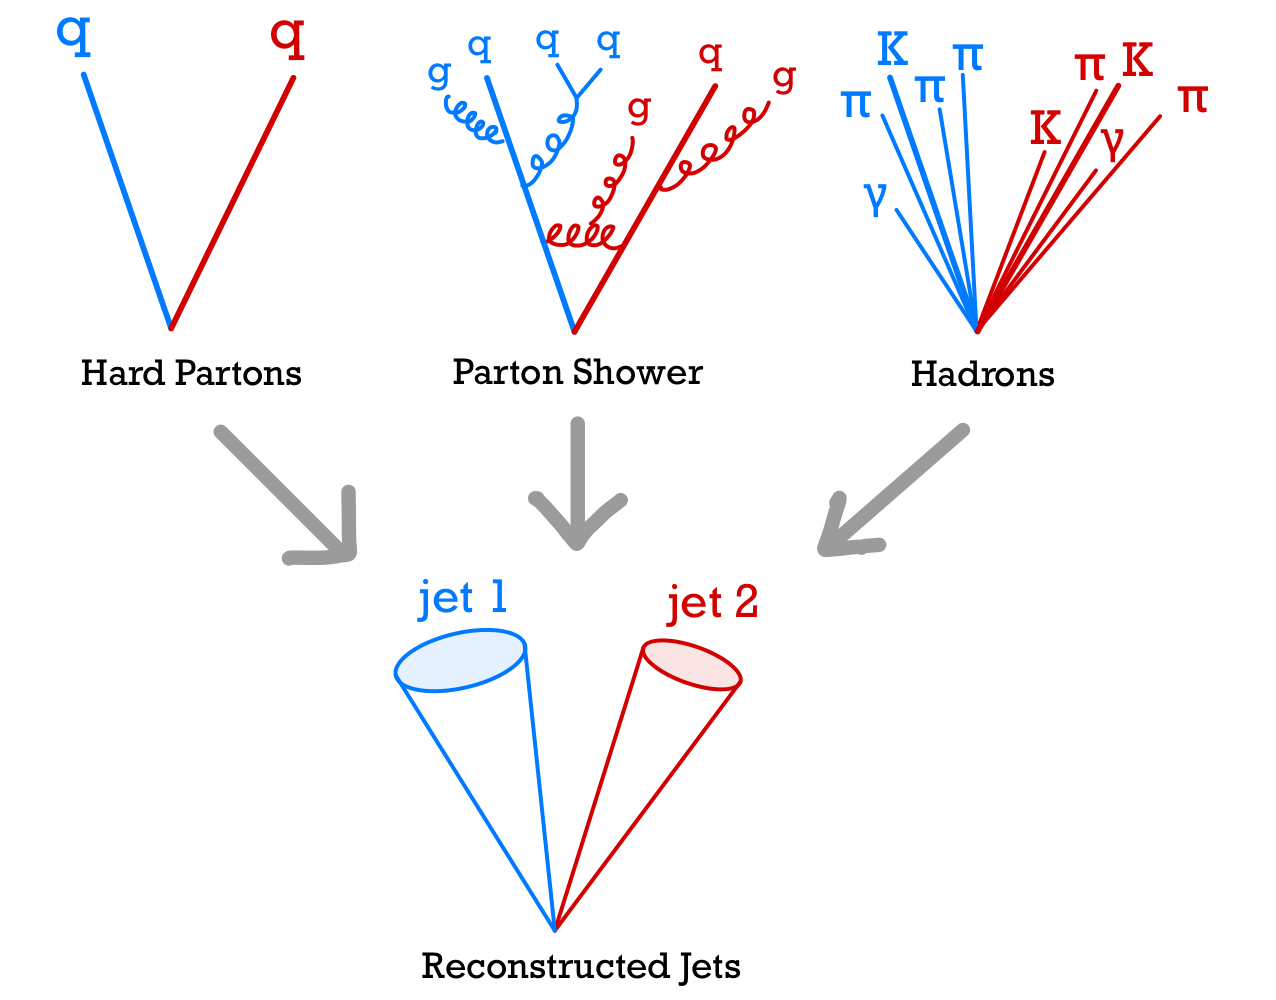 q q
g q q q g q g
γ π K π π K π K γ π
Hard Partons
Parton Shower
Hadrons
jet 1
jet 2
Reconstructed Jets